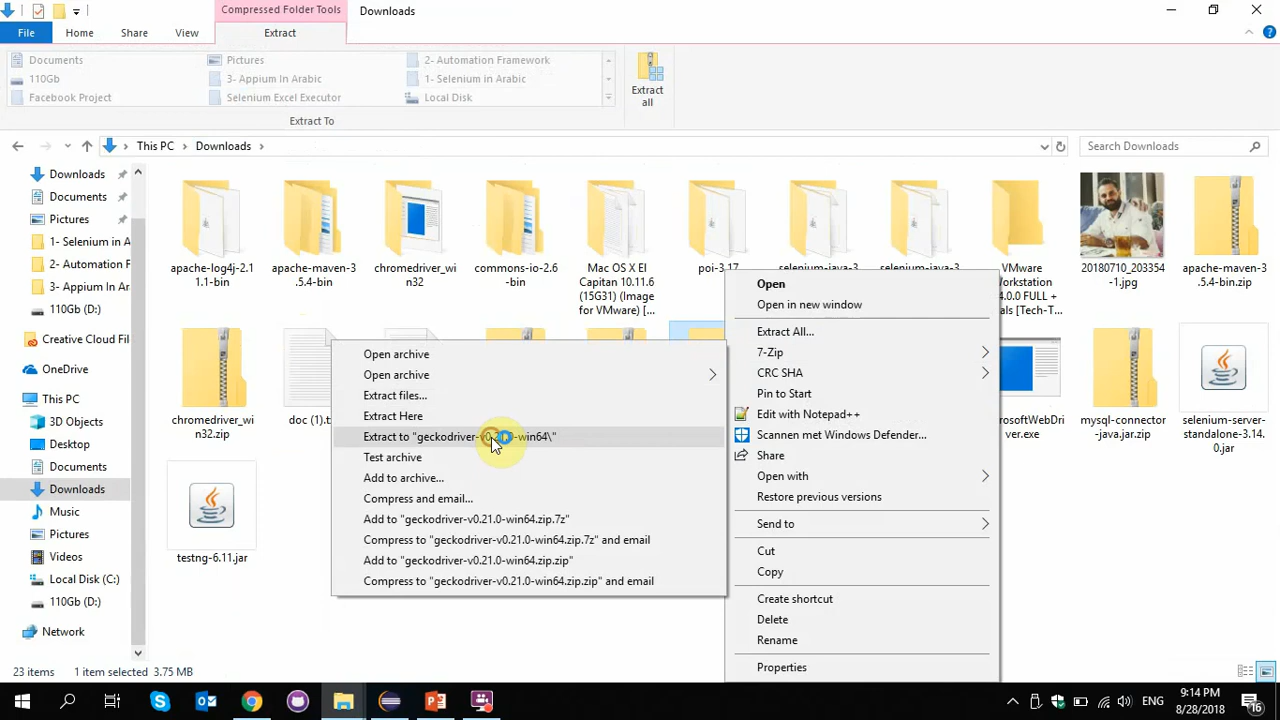 Compressed Folder Tools
Downloads
File
Home
Share
View
Extract
Documents
Pictures
2- Automation Framework
110Gb
3- Appium In Arabic
1- Selenium in Arabic
Facebook Project
Selenium Excel Executor
Local Disk
Extract To
Extract
all
This PC
Downloads
Search Downloads
Downloads
Documents
Pictures
1- Selenium in A
2- Automation F
3- Appium
110Gb (D:)
Creative Cloud Fi
OneDrive
This PC
3D Objects
Desktop
Documents
Downloads
Music
Pictures
Videos
Local Disk (C:)
110Gb (D:)
Network
apache-log4j-2.1
1.1-bin
apache-maven-3
.5.4-bin
chromedriver_wi
n32
commons-io-2.6
-bin
Mac OS X El
Capitan 10.11.6
(15G31) (Image
for VMware) [...
poi-3.17
selenium-java-3
selenium-java-3
VMware
Workstation
4.0.0 FULL +
ls [Tech-T...
20180710_203354
-1.jpg
apache-maven-3
.5.4-bin.zip
chromedriver_wi
n32.zip
doc (1).
osoftWebDri
ver.exe
mysql-connector
-java.jar.zip
selenium-server-
standalone-3.14.
0.jar
testng-6.11.jar
Open archive
Open archive
Extract files...
Extract Here
Extract to "geckodriver-v0.21.0-win64\"
Test archive
Add to archive...
Compress and email...
Add to "geckodriver-v0.21.0-win64.zip.7z"
Compress to "geckodriver-v0.21.0-win64.zip.7z" and email
Add to "geckodriver-v0.21.0-win64.zip.zip"
Compress to "geckodriver-v0.21.0-win64.zip.zip" and email
Open
Open in new window
Extract All...
7-Zip
CRC SHA
Pin to Start
Edit with Notepad++
Scannen met Windows Defender...
Share
Open with
Restore previous versions
Send to
Cut
Copy
Create shortcut
Delete
Rename
Properties
23 items
1 item selected 3.75 MB
ENG
9:14 PM
8/28/2018
16